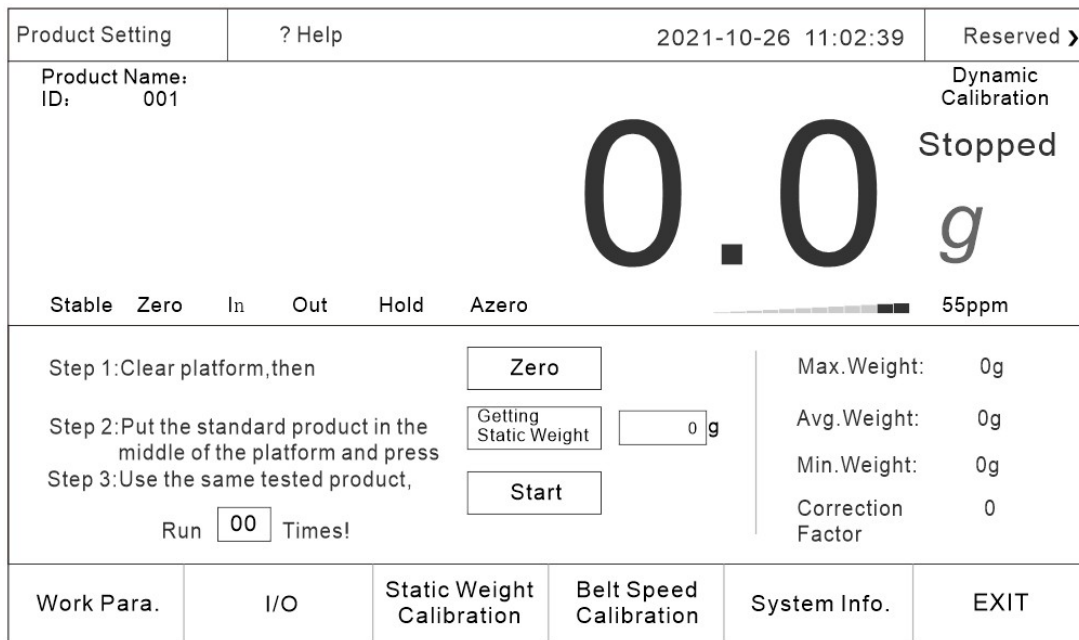 Product Setting ? Help 2021-10-26 11:02:39 Reserved ❯
Product Name:
ID: 001
Dynamic
Calibration
0.0 g
Stopped
Stable Zero In Out Hold Azero 55ppm
Step 1:Clear platform,then
Zero
Step 2:Put the standard product in the
middle of the platform and press
Getting
Static Weight
0 g
Step 3:Use the same tested product,
Run 00 Times!
Start
Max.Weight: 0g
Avg.Weight: 0g
Min.Weight: 0g
Correction
Factor
0
Work Para.
I/O
Static Weight
Calibration
Belt Speed
Calibration
System Info.
EXIT